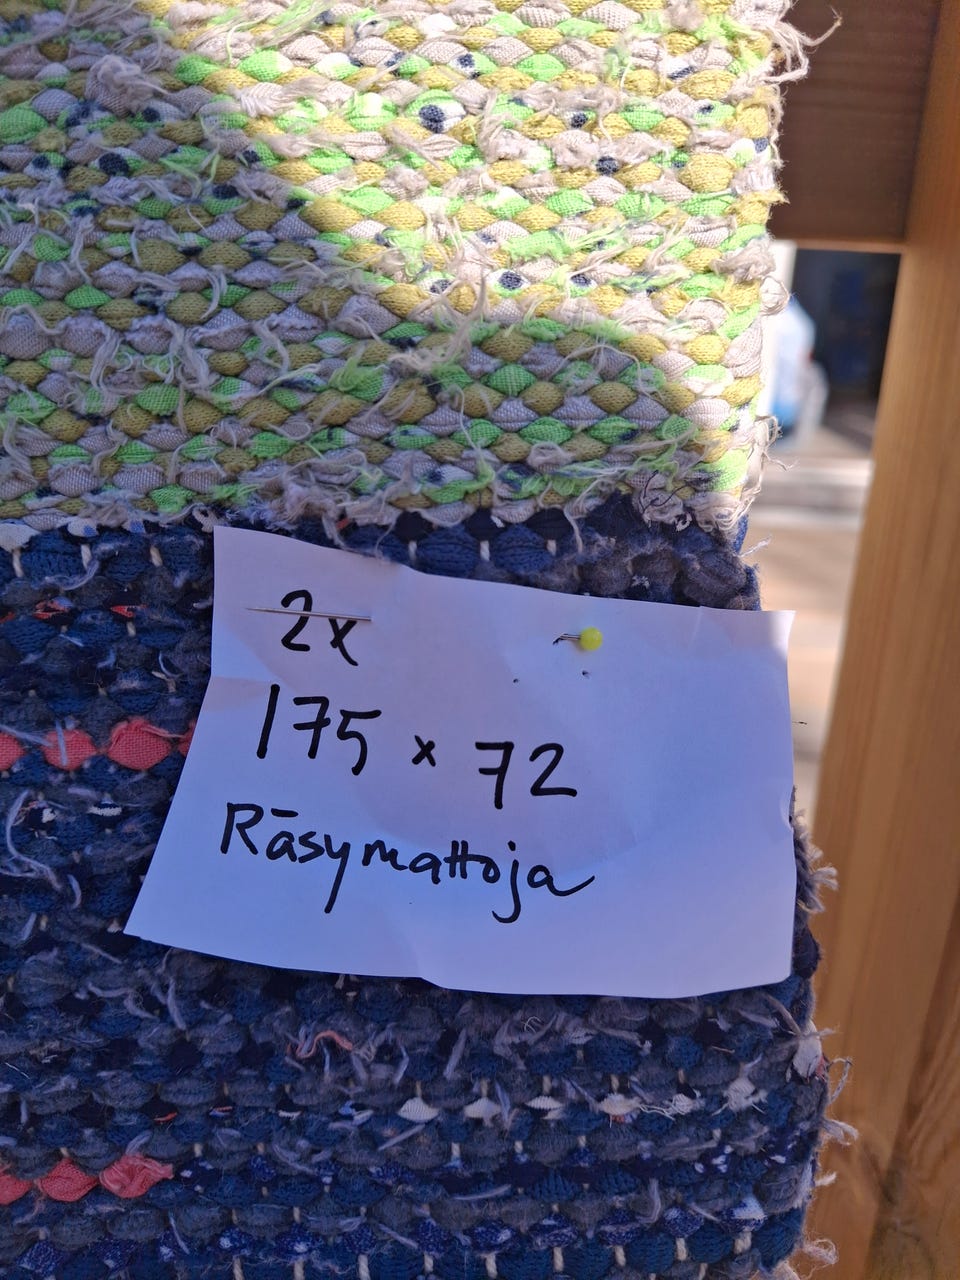 2x
175 x 72
Räsymattoja